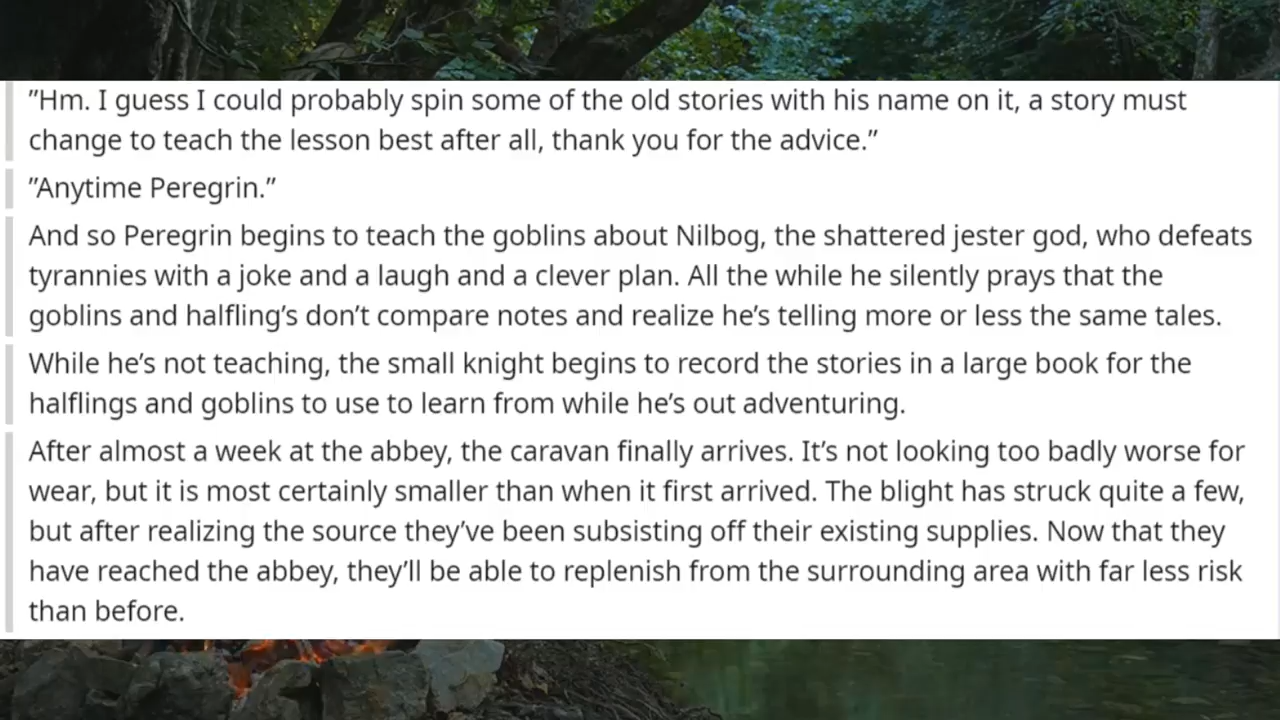 ”Hm. I guess I could probably spin some of the old stories with his name on it, a story must
change to teach the lesson best after all, thank you for the advice.”
”Anytime Peregrin.”
And so Peregrin begins to teach the goblins about Nilbog, the shattered jester god, who defeats
tyrannies with a joke and a laugh and a clever plan. All the while he silently prays that the
goblins and halfling’s don’t compare notes and realize he’s telling more or less the same tales.
While he’s not teaching, the small knight begins to record the stories in a large book for the
halflings and goblins to use to learn from while he’s out adventuring.
After almost a week at the abbey, the caravan finally arrives. It’s not looking too badly worse for
wear, but it is most certainly smaller than when it first arrived. The blight has struck quite a few,
but after realizing the source they’ve been subsisting off their existing supplies. Now that they
have reached the abbey, they’ll be able to replenish from the surrounding area with far less risk
than before.